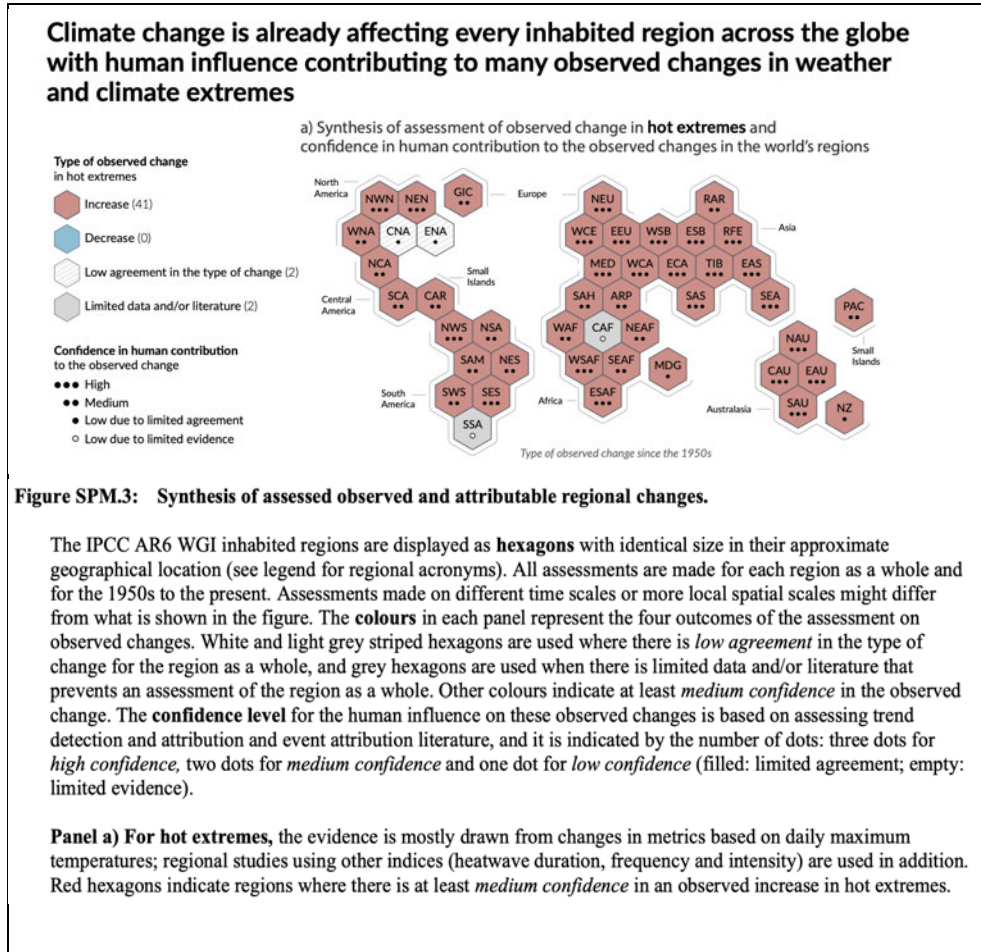 Climate change is already affecting every inhabited region across the globe
with human influence contributing to many observed changes in weather
and climate extremes
a) Synthesis of assessment of observed change in hot extremes and
confidence in human contribution to the observed changes in the world's regions
Type of observed change
in hot extremes
Increase (41)
Decrease (0)
Low agreement in the type of change (2)
Limited data and/or literature (2)
Confidence in human contribution
to the observed change
●●● High
●● Medium
● Low due to limited agreement
○ Low due to limited evidence
North
America
NWN
NEN
GIC
WNA
CNA
ENA
NCA
Small
Islands
Central
America
SCA
CAR
NWS
NSA
SAM
NES
South
America
SWS
SES
SSA
Europe
NEU
RAR
WCE
EEU
WSB
ESB
RFE
Asia
MED
WCA
ECA
TIB
EAS
SAH
ARP
SAS
SEA
WAF
CAF
NEAF
WSAF
SEAF
MDG
Africa
ESAF
PAC
Small
Islands
NAU
CAU
EAU
Australasia
SAU
NZ
Type of observed change since the 1950s
Figure SPM.3: Synthesis of assessed observed and attributable regional changes.
The IPCC AR6 WGI inhabited regions are displayed as hexagons with identical size in their approximate
geographical location (see legend for regional acronyms). All assessments are made for each region as a whole and
for the 1950s to the present. Assessments made on different time scales or more local spatial scales might differ
from what is shown in the figure. The colours in each panel represent the four outcomes of the assessment on
observed changes. White and light grey striped hexagons are used where there is low agreement in the type of
change for the region as a whole, and grey hexagons are used when there is limited data and/or literature that
prevents an assessment of the region as a whole. Other colours indicate at least medium confidence in the observed
change. The confidence level for the human influence on these observed changes is based on assessing trend
detection and attribution and event attribution literature, and it is indicated by the number of dots: three dots for
high confidence, two dots for medium confidence and one dot for low confidence (filled: limited agreement; empty:
limited evidence).
Panel a) For hot extremes, the evidence is mostly drawn from changes in metrics based on daily maximum
temperatures; regional studies using other indices (heatwave duration, frequency and intensity) are used in addition.
Red hexagons indicate regions where there is at least medium confidence in an observed increase in hot extremes.